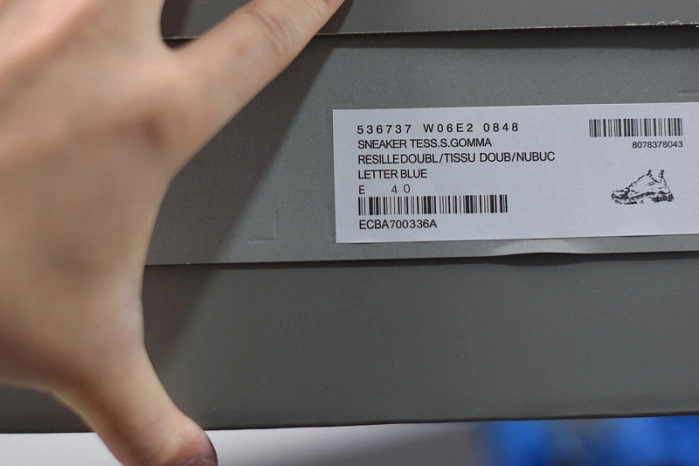 536737 W06E2 0848
SNEAKER TESS.S.GOMMA
RESILLEDOUBL/TISSU DOUB/NUBUC
LETTER BLUE
E 40
ECBA700336A
8078378043